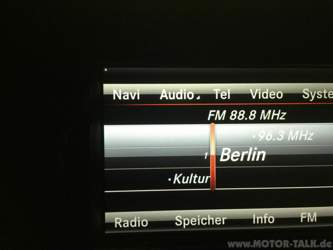 Navi Audio Tel Video Syste
FM 88.8 MHz
-96.3 MHz
Berlin
·Kultur
Radio Speicher Info FM
www.MOTOR-TALK.de